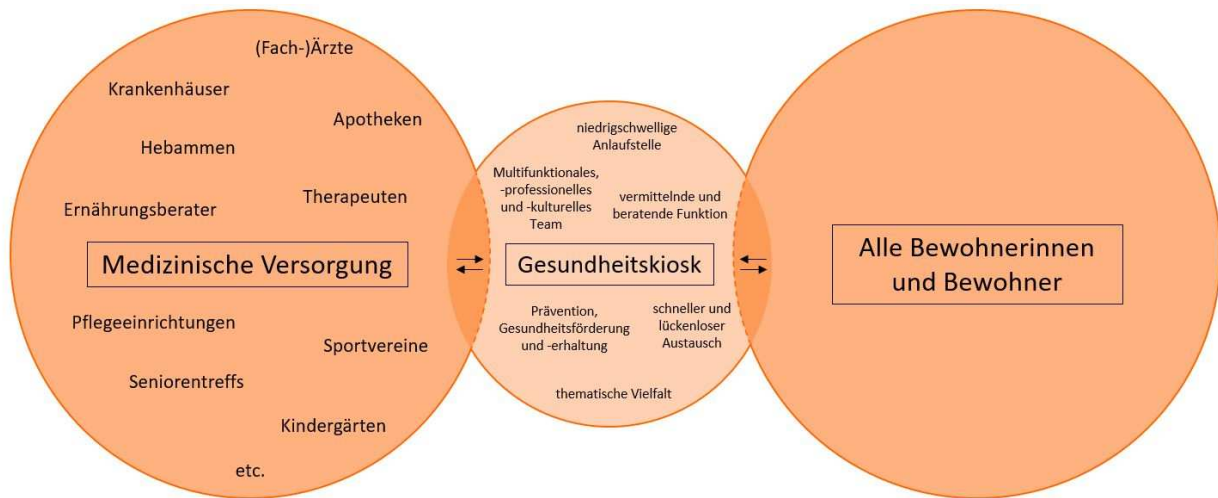 (Fach-)Ärzte
Krankenhäuser
Apotheken
Hebammen
Therapeuten
Ernährungsberater
Medizinische Versorgung
Pflegeeinrichtungen
Sportvereine
Seniorentreffs
Kindergärten
etc.
niedrigschwellige
Anlaufstelle
Multifunktionales,
-professionelles
und -kulturelles
Team
vermittelnde und
beratende Funktion
Gesundheitskiosk
Prävention,
Gesundheitsförderung
und -erhaltung
schneller und
lückenloser
Austausch
thematische Vielfalt
Alle Bewohnerinnen
und Bewohner